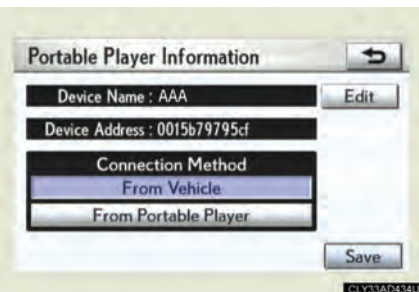 Portable Player Information
Device Name : AAA
Edit
Device Address : 0015b79795cf
Connection Method
From Vehicle
From Portable Player
Save
CLY33AD434U